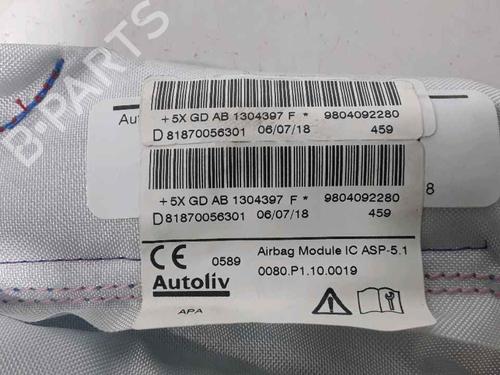 B-PARTS
Au
+5X GD AB 1304397 F * 9804092280
D 81870056301 06/07/18 459
8
+5X GD AB 1304397 F * 9804092280
D 81870056301 06/07/18 459
CE 0589 Airbag Module IC ASP-5.1
Autoliv 0080.P1.10.0019
APA